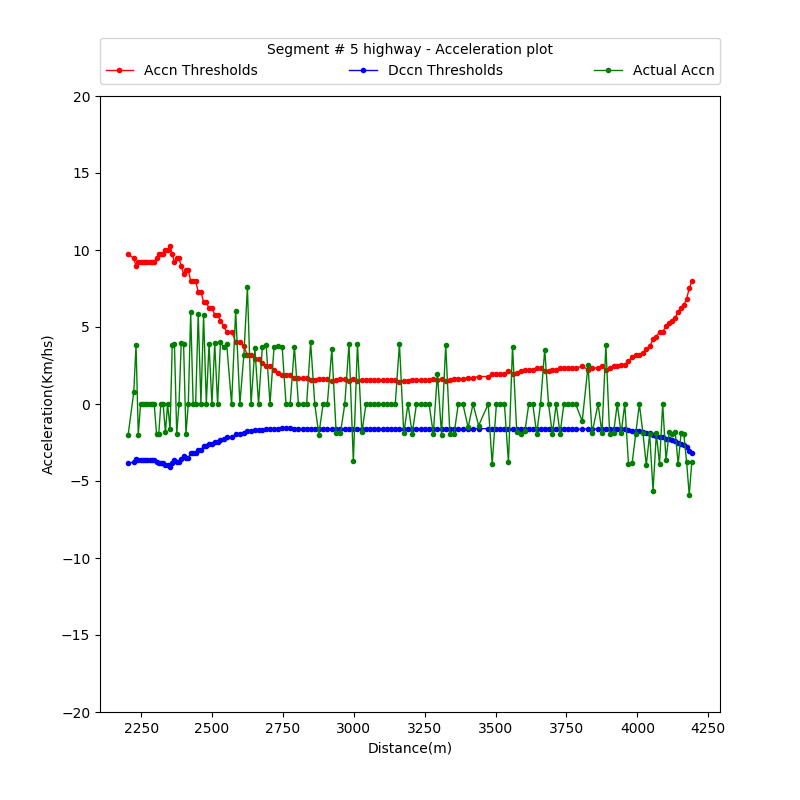 Segment # 5 highway - Acceleration plot
Accn Thresholds Dccn Thresholds Actual Accn
20
15
10
5
0
−5
−10
−15
−20
Acceleration(Km/hs)
2250 2500 2750 3000 3250 3500 3750 4000 4250
Distance(m)